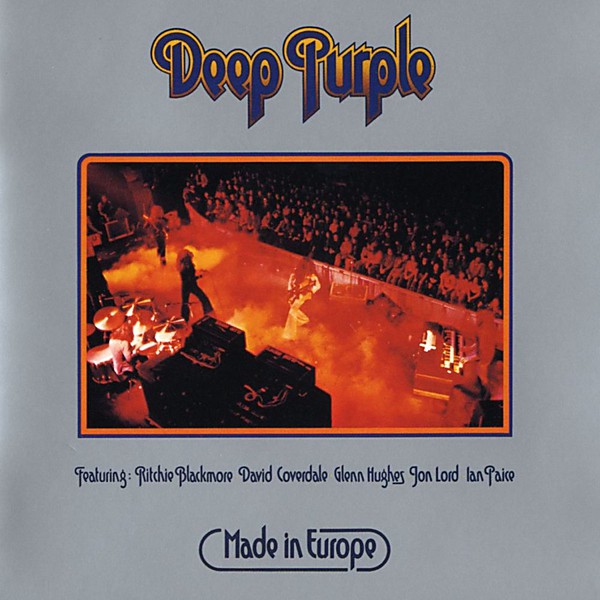 Deep Purple
Featuring: Ritchie Blackmore David Coverdale Glenn Hughes Jon Lord Ian Paice
Made in Europe